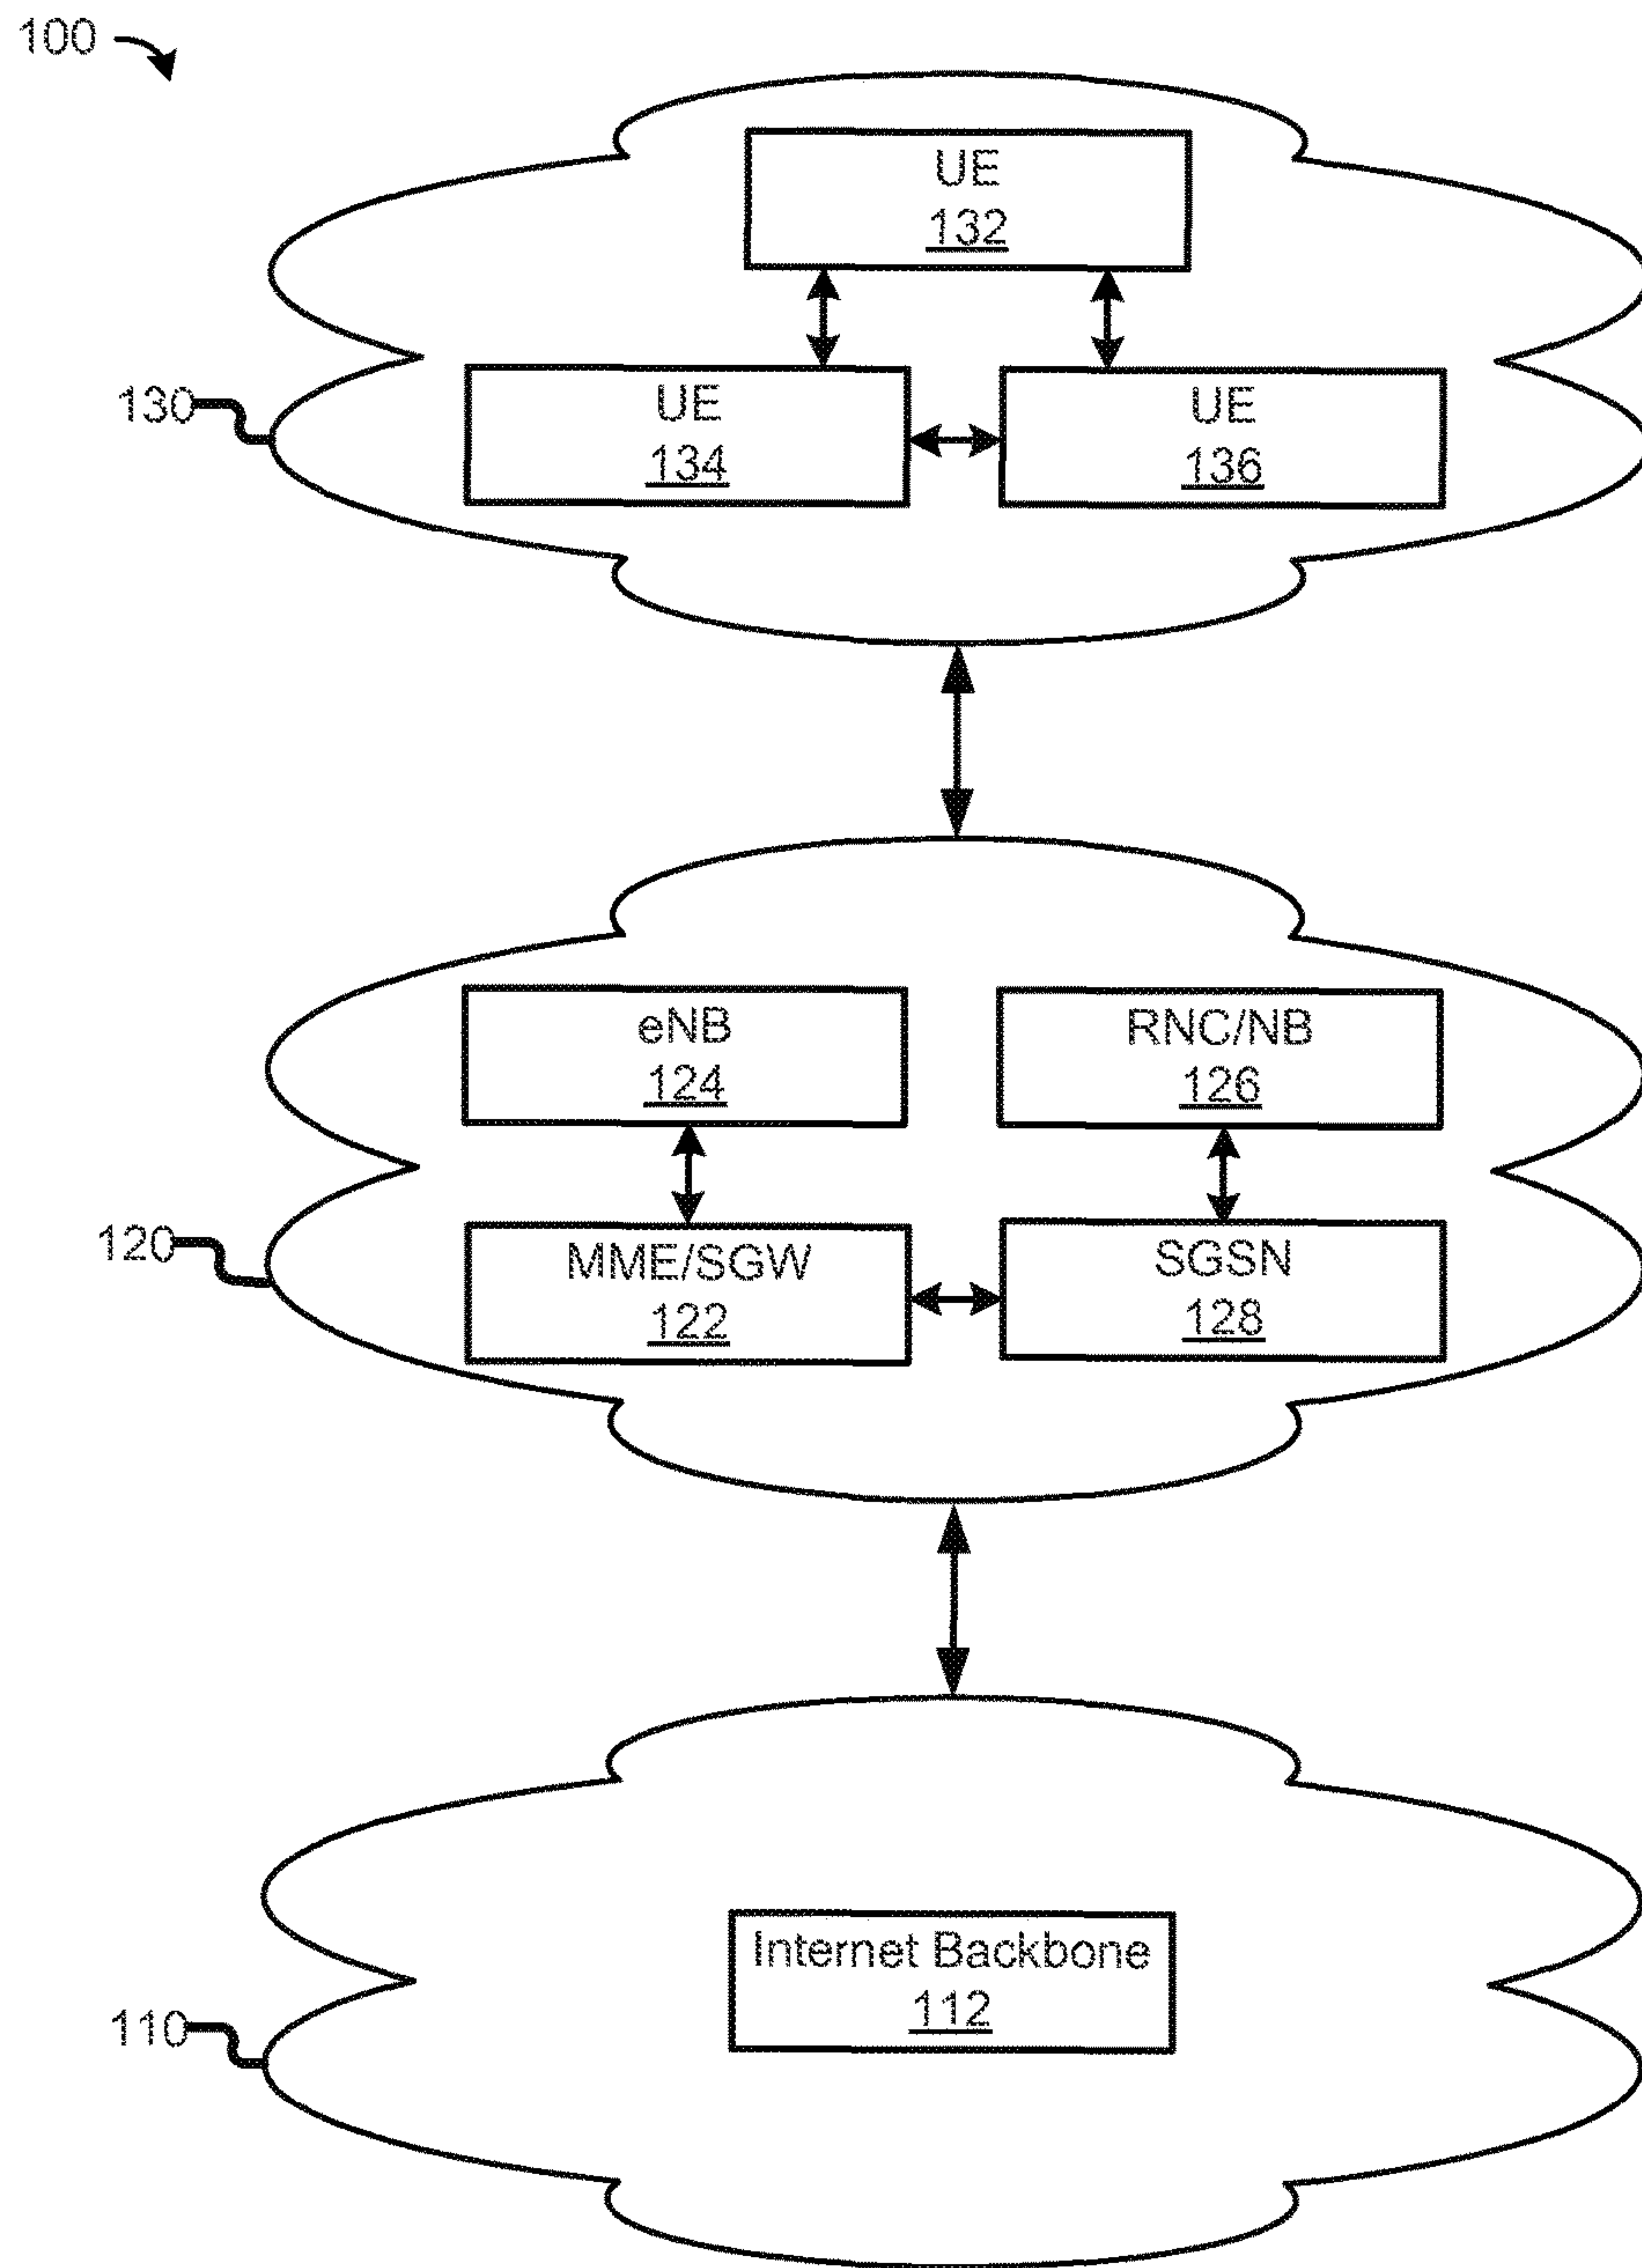 100
UE
132
130
UE
134
UE
136
eNB
124
RNC/NB
126
120
MME/SGW
122
SGSN
128
Internet Backbone
112
110